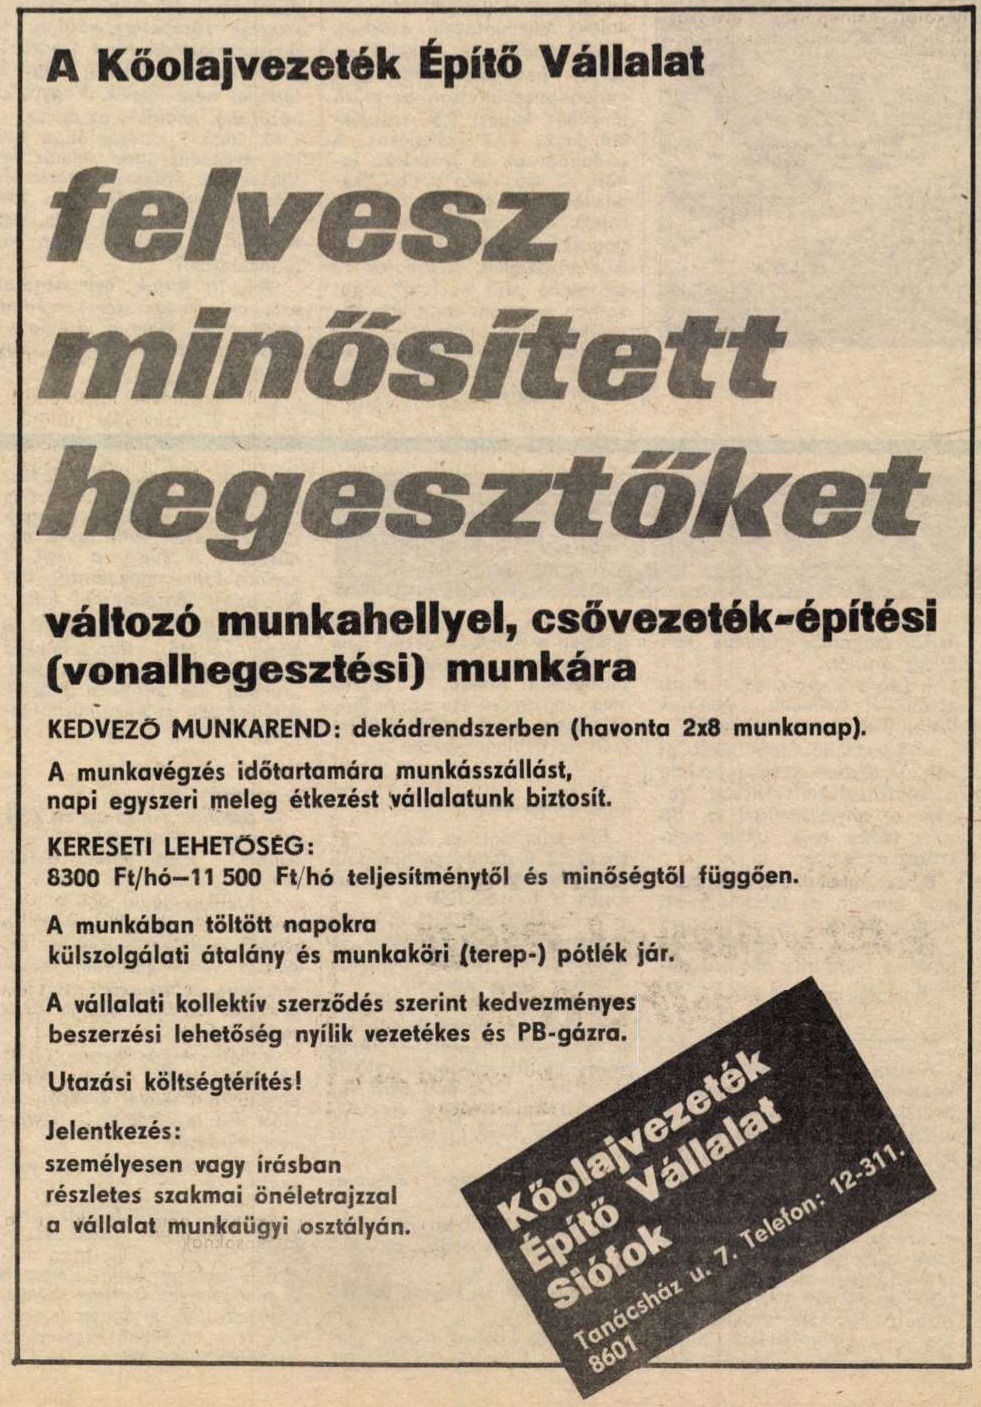 A Kőolajvezeték Építő Vállalat
felvesz
minősített
hegesztőket
változó munkahellyel, csővezeték-építési
(vonalhegesztési) munkára
KEDVEZŐ MUNKAREND: dekádrendszerben (havonta 2x8 munkanap).
A munkavégzés időtartamára munkásszállást,
napi egyszeri meleg étkezést vállalatunk biztosít.
KERESETI LEHETŐSÉG:
8300 Ft/hó—11 500 Ft/hó teljesítménytől és minőségtől függően.
A munkában töltött napokra
külszolgálati átalány és munkaköri (terep-) pótlék jár.
A vállalati kollektív szerződés szerint kedvezményes
beszerzési lehetőség nyílik vezetékes és PB-gázra.
Utazási költségtérítés!
Jelentkezés:
személyesen vagy írásban
részletes szakmai önéletrajzzal
a vállalat munkaügyi osztályán.
Kőolajvezeték
Építő Vállalat
Siófok
Tanácsház u. 7. Telefon: 12-311.
8601